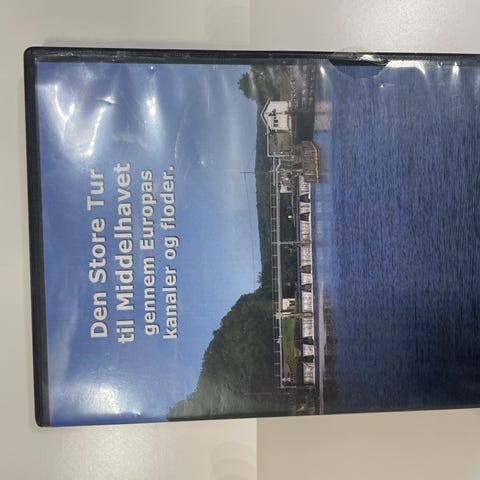 Den Store Tur
til Middelhavet
gennem Europas
kanaler og floder.